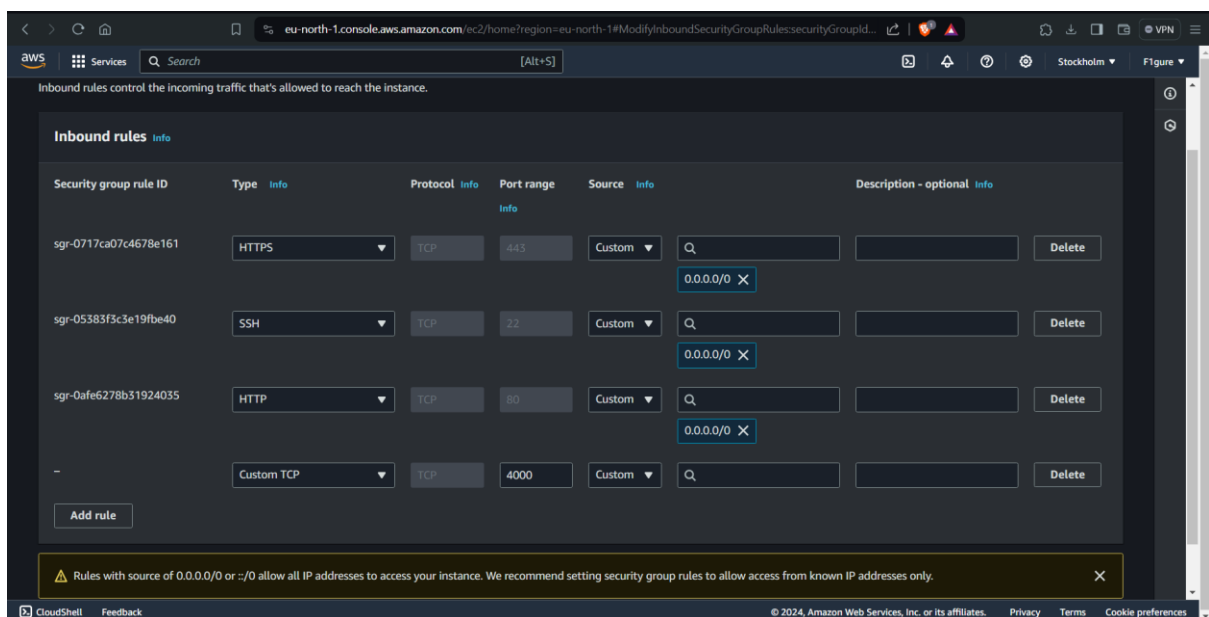 eu-north-1.console.aws.amazon.com/ec2/home?region=eu-north-1#ModifyInboundSecurityGroupRules:securityGroupId... VPN
aws Services Search [Alt+S] Stockholm F1gure
Inbound rules control the incoming traffic that's allowed to reach the instance.
Inbound rules Info
Security group rule ID Type Info Protocol Info Port range Info Source Info Description - optional Info
sgr-0717ca07c4678e161 HTTPS TCP 443 Custom Delete
0.0.0.0/0
sgr-05383f3c3e19fbe40 SSH TCP 22 Custom Delete
0.0.0.0/0
sgr-0afe6278b31924035 HTTP TCP 80 Custom Delete
0.0.0.0/0
– Custom TCP TCP 4000 Custom Delete
Add rule
Rules with source of 0.0.0.0/0 or ::/0 allow all IP addresses to access your instance. We recommend setting security group rules to allow access from known IP addresses only.
CloudShell Feedback © 2024, Amazon Web Services, Inc. or its affiliates. Privacy Terms Cookie preferences